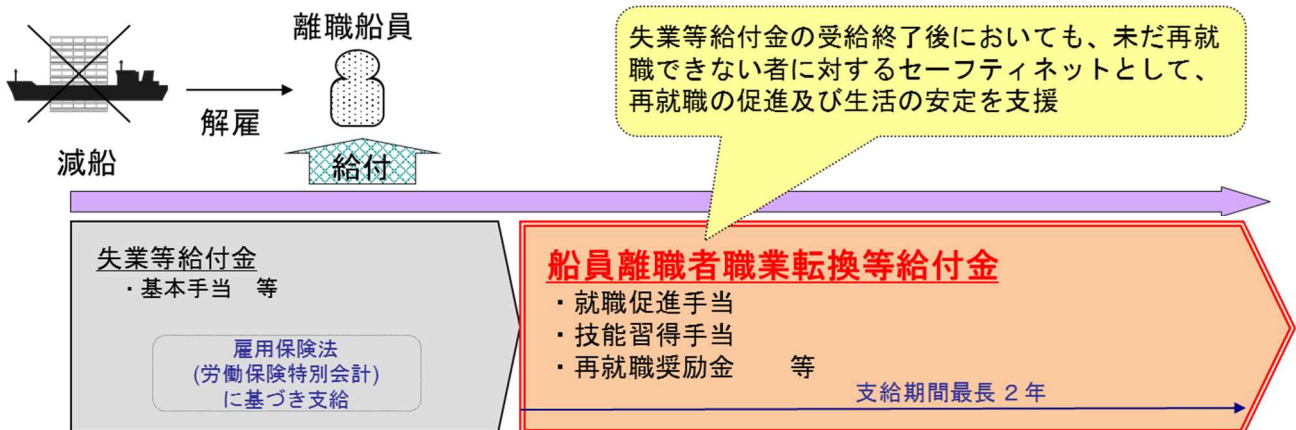 離職船員
解雇
減船
給付
失業等給付金の受給終了後においても、未だ再就
職できない者に対するセーフティネットとして、
再就職の促進及び生活の安定を支援
失業等給付金
・基本手当　等
雇用保険法
(労働保険特別会計)
に基づき支給
船員離職者職業転換等給付金
・就職促進手当
・技能習得手当
・再就職奨励金　　等
支給期間最長２年